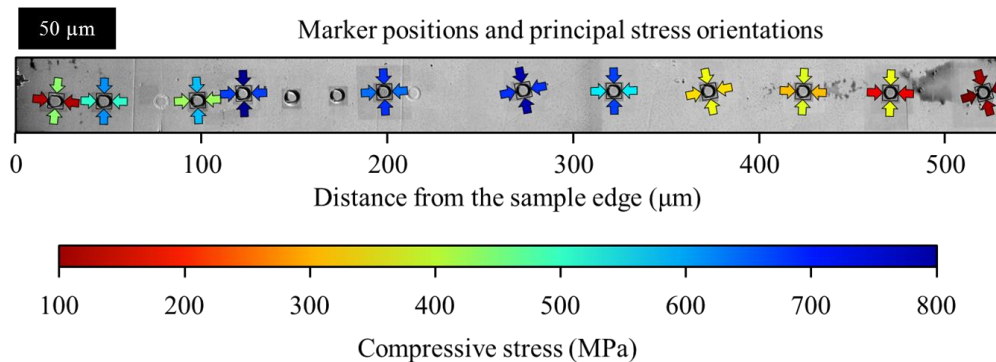 50 µm
Marker positions and principal stress orientations
0 100 200 300 400 500
Distance from the sample edge (µm)
100 200 300 400 500 600 700 800
Compressive stress (MPa)